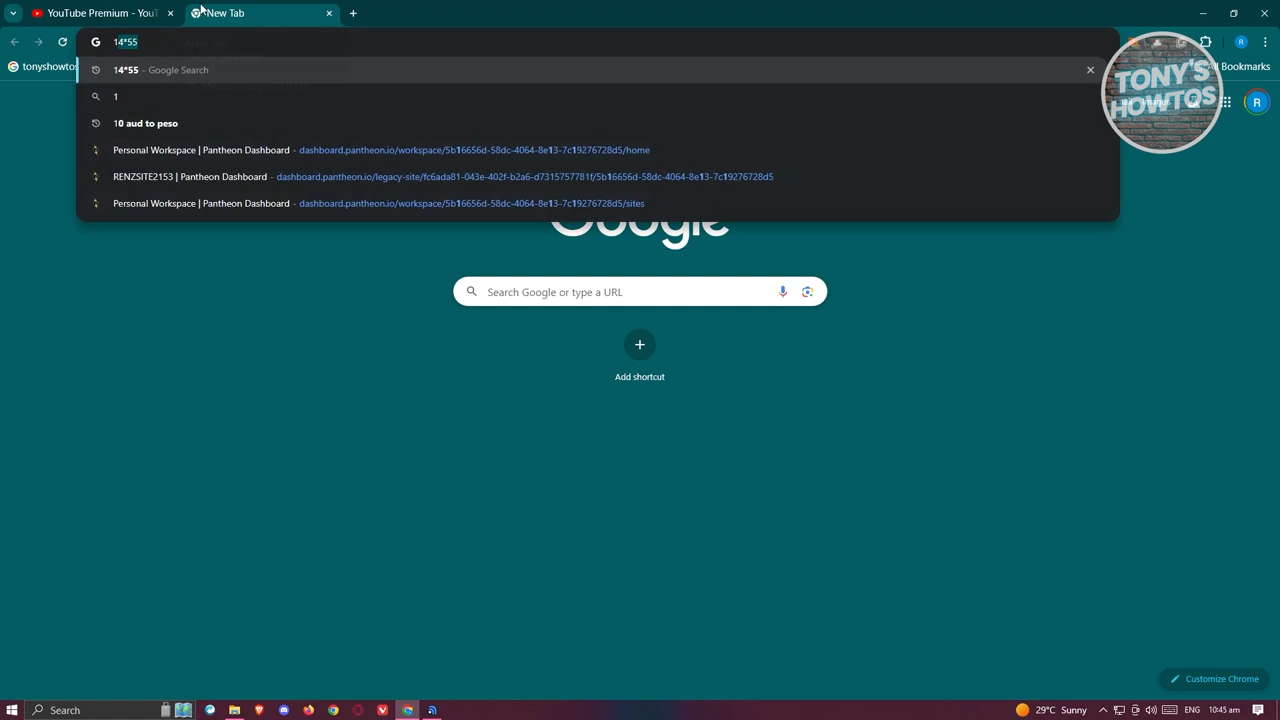 YouTube Premium - YouT
New Tab
14*55
tonyshowtos
All Bookmarks
14*55 - Google Search
TONY'S HOWTOS
Images
1
10 aud to peso
Personal Workspace | Pantheon Dashboard - dashboard.pantheon.io/workspace/5b16656d-58dc-4064-8e13-7c19276728d5/home
RENZSITE2153 | Pantheon Dashboard - dashboard.pantheon.io/legacy-site/fc6ada81-043e-402f-b2a6-d7315757781f/5b16656d-58dc-4064-8e13-7c19276728d5
Personal Workspace | Pantheon Dashboard - dashboard.pantheon.io/workspace/5b16656d-58dc-4064-8e13-7c19276728d5/sites
Google
Search Google or type a URL
Add shortcut
Customize Chrome
Search
29°C Sunny
ENG
10:45 am